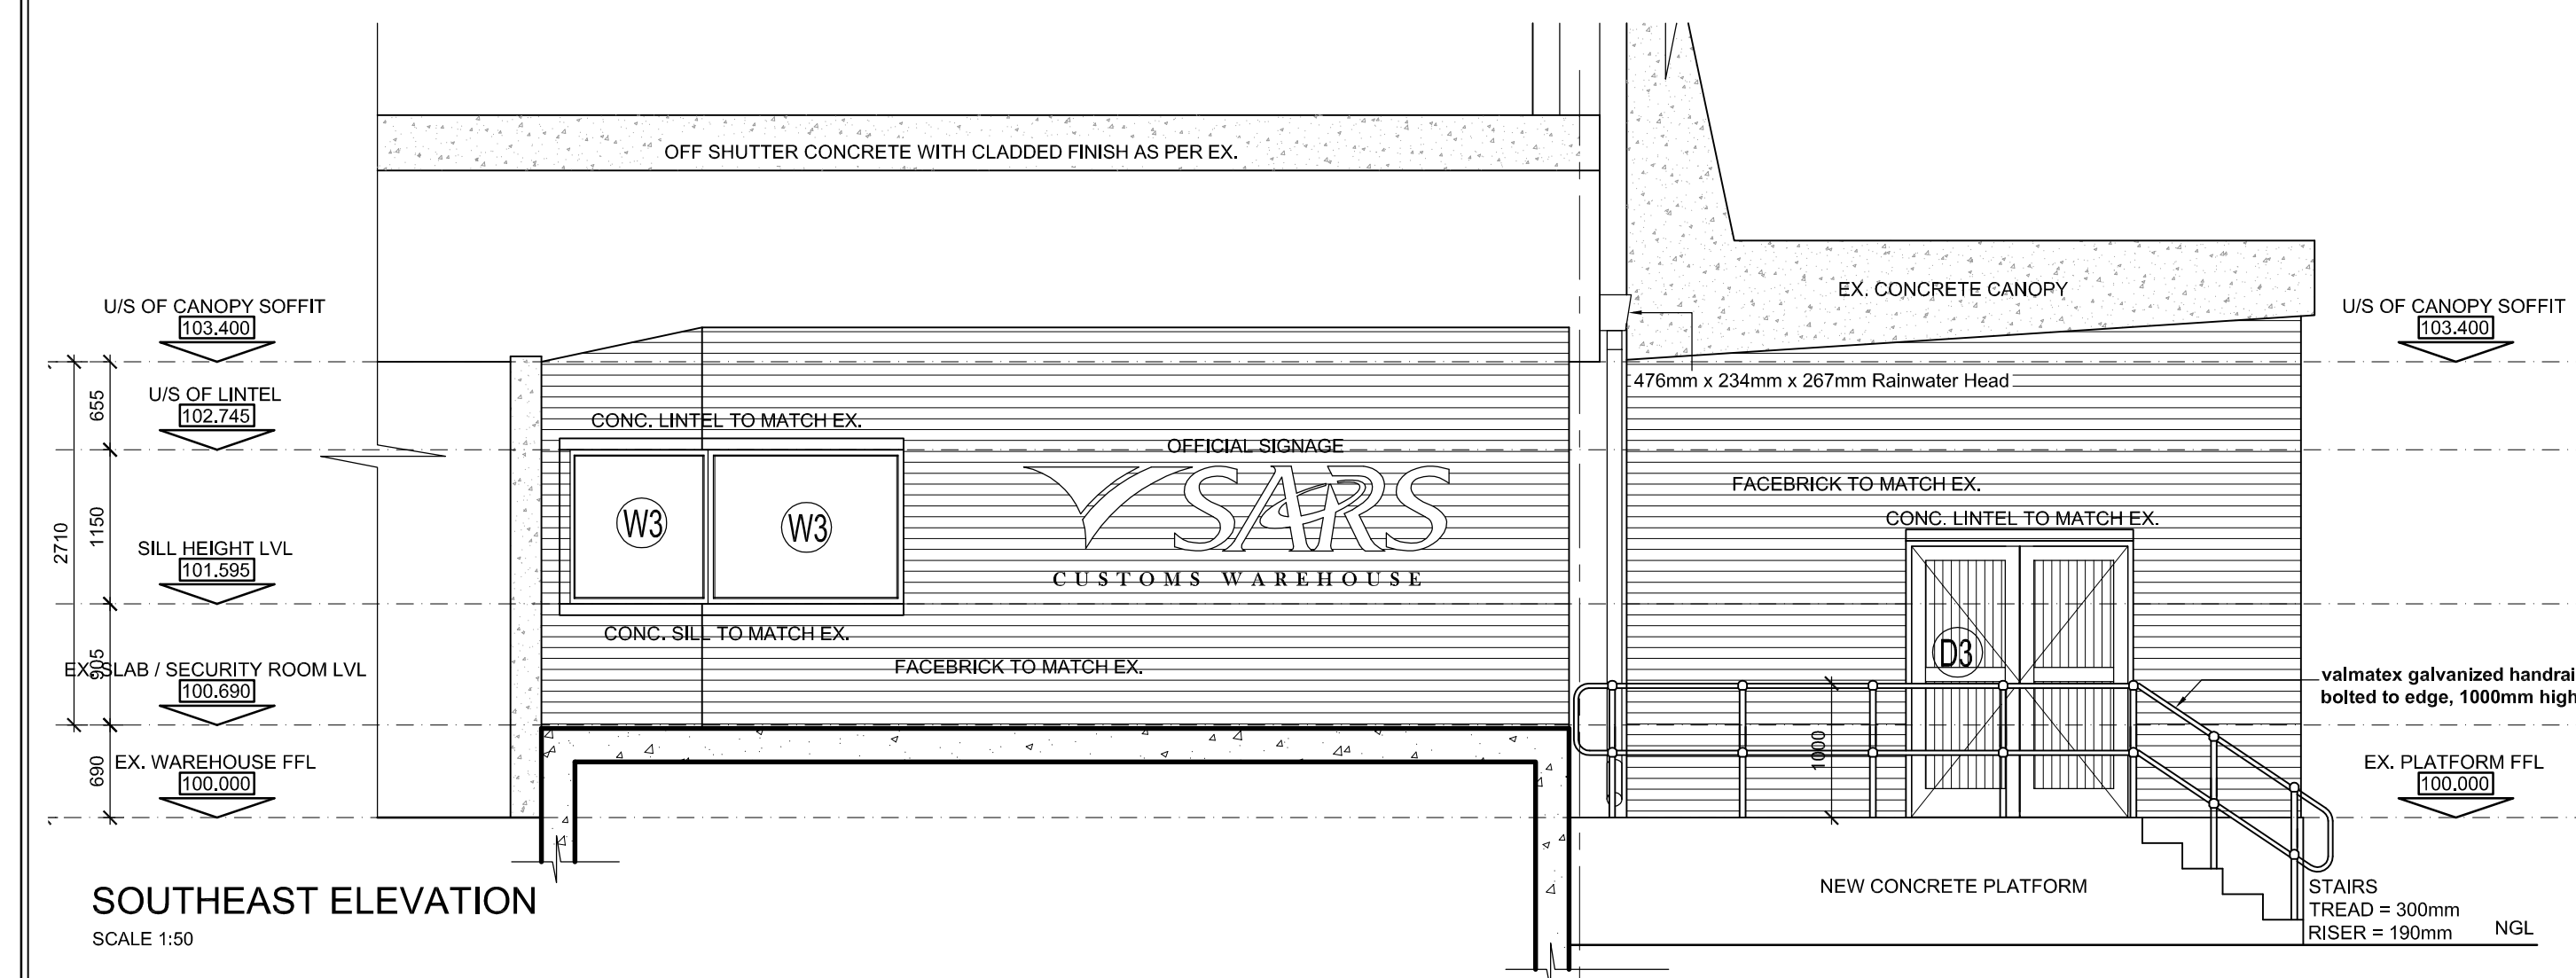 OFF SHUTTER CONCRETE WITH CLADDED FINISH AS PER EX.
EX. CONCRETE CANOPY
U/S OF CANOPY SOFFIT
103.400
U/S OF CANOPY SOFFIT
103.400
476mm x 234mm x 267mm Rainwater Head
U/S OF LINTEL
102.745
655
CONC. LINTEL TO MATCH EX.
OFFICIAL SIGNAGE
SARS
CUSTOMS WAREHOUSE
FACEBRICK TO MATCH EX.
CONC. LINTEL TO MATCH EX.
W3
W3
2710
1150
SILL HEIGHT LVL
101.595
CONC. SILL TO MATCH EX.
FACEBRICK TO MATCH EX.
D3
905
EX. SLAB / SECURITY ROOM LVL
100.690
valmatex galvanized handrai
bolted to edge, 1000mm high
1000
690
EX. WAREHOUSE FFL
100.000
EX. PLATFORM FFL
100.000
NEW CONCRETE PLATFORM
STAIRS
TREAD = 300mm
RISER = 190mm
NGL
SOUTHEAST ELEVATION
SCALE 1:50